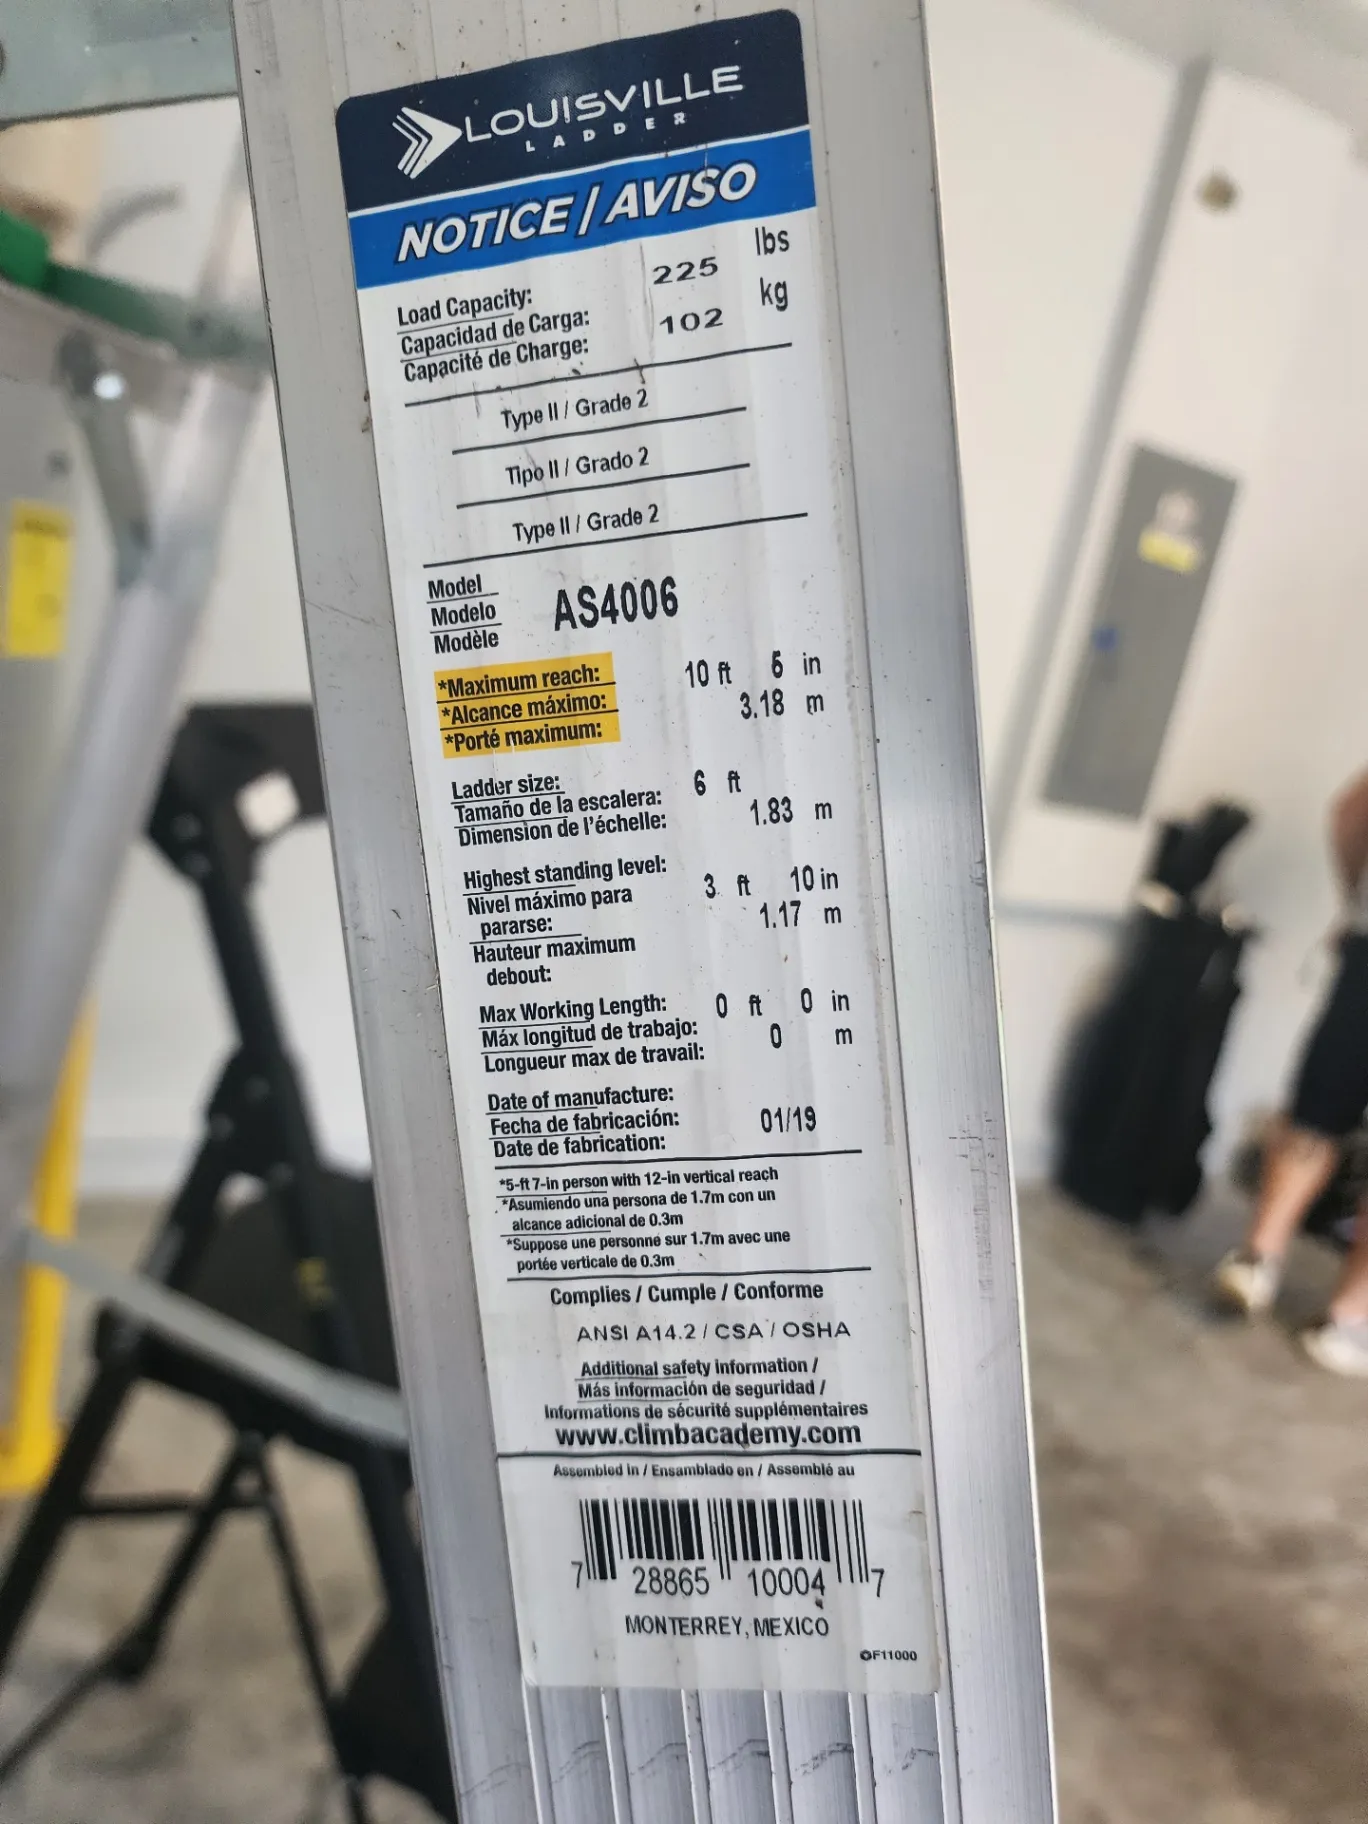 LOUISVILLE
LADDER
NOTICE / AVISO
Load Capacity: 225 lbs
Capacidad de Carga: 102 kg
Capacité de Charge:
Type II / Grade 2
Tipo II / Grado 2
Type II / Grade 2
Model
Modelo AS4006
Modèle
*Maximum reach: 10 ft 6 in
*Alcance máximo: 3.18 m
*Porté maximum:
Ladder size: 6 ft
Tamaño de la escalera: 1.83 m
Dimension de l'échelle:
Highest standing level: 3 ft 10 in
Nivel máximo para 1.17 m
pararse:
Hauteur maximum
debout:
Max Working Length: 0 ft 0 in
Máx longitud de trabajo: 0 m
Longueur max de travail:
Date of manufacture:
Fecha de fabricación: 01/19
Date de fabrication:
*5-ft 7-in person with 12-in vertical reach
*Asumiendo una persona de 1.7m con un
alcance adicional de 0.3m
*Suppose une personne sur 1.7m avec une
portée verticale de 0.3m
Complies / Cumple / Conforme
ANSI A14.2 / CSA / OSHA
Additional safety information /
Más información de seguridad /
Informations de sécurité supplémentaires
www.climbacademy.com
Assembled in / Ensamblado en / Assemblé au
7 28865 10004 7
MONTERREY, MEXICO
©F11000